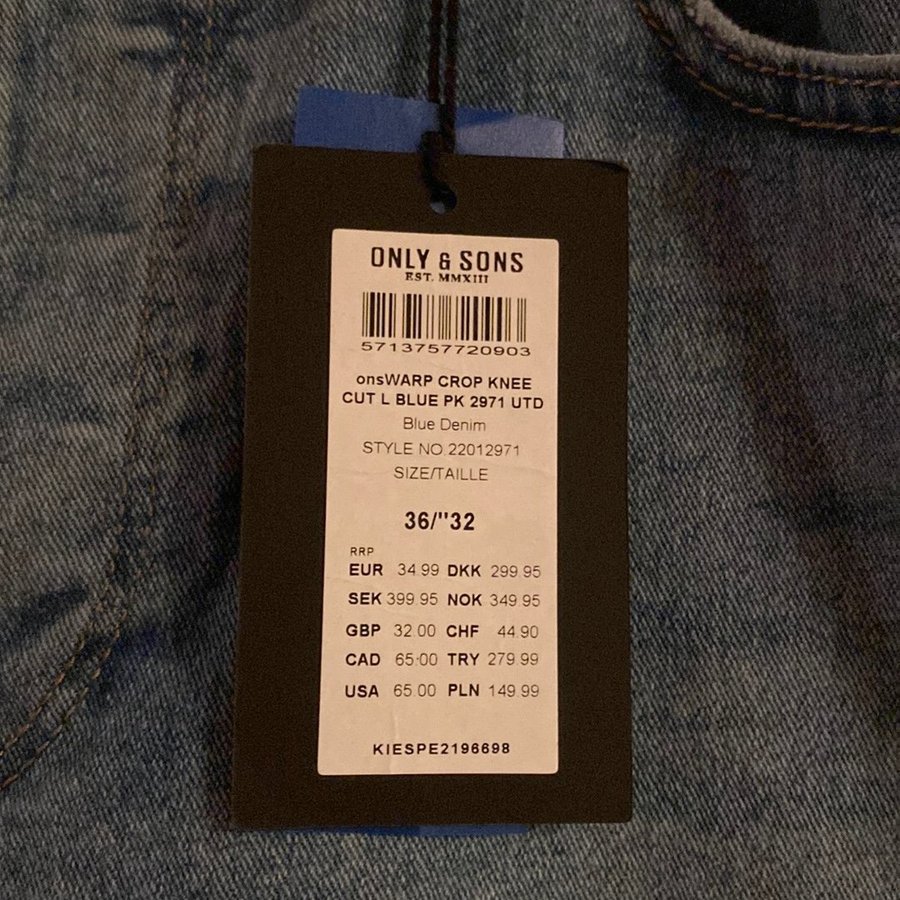 ONLY & SONS
EST. MMXIII
5713757720903
onsWARP CROP KNEE
CUT L BLUE PK 2971 UTD
Blue Denim
STYLE NO 22012971
SIZE/TAILLE
36/"32
RRP
EUR 34.99 DKK 299.95
SEK 399.95 NOK 349.95
GBP 32.00 CHF 44.90
CAD 65.00 TRY 279.99
USA 65.00 PLN 149.99
KIESPE2196698